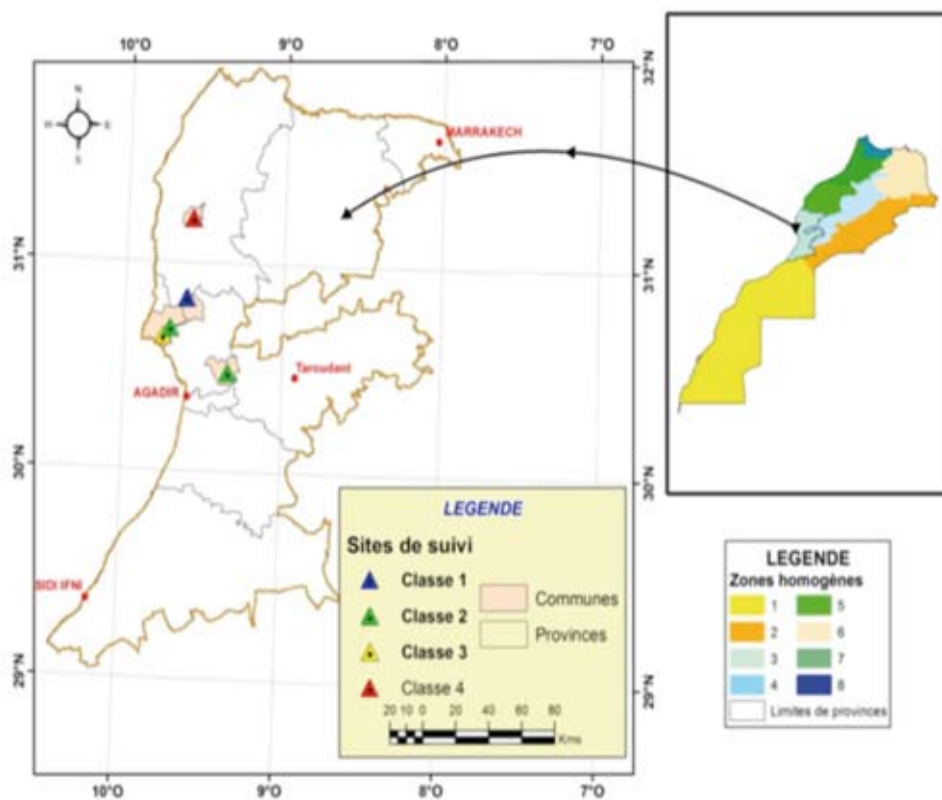 10°O 9°O 8°O 7°O
32°N
N
MARRAKECH
31°N 31°N
Taroudant
AGADIR
30°N 30°N
SIDI IFNI
29°N 29°N
10°O 9°O 8°O 7°O
LEGENDE
Sites de suivi
Classe 1
Classe 2
Classe 3
Classe 4
Communes
Provinces
20 10 0 20 40 60 80
Kms
LEGENDE
Zones homogènes
1 5
2 6
3 7
4 8
Limites de provinces